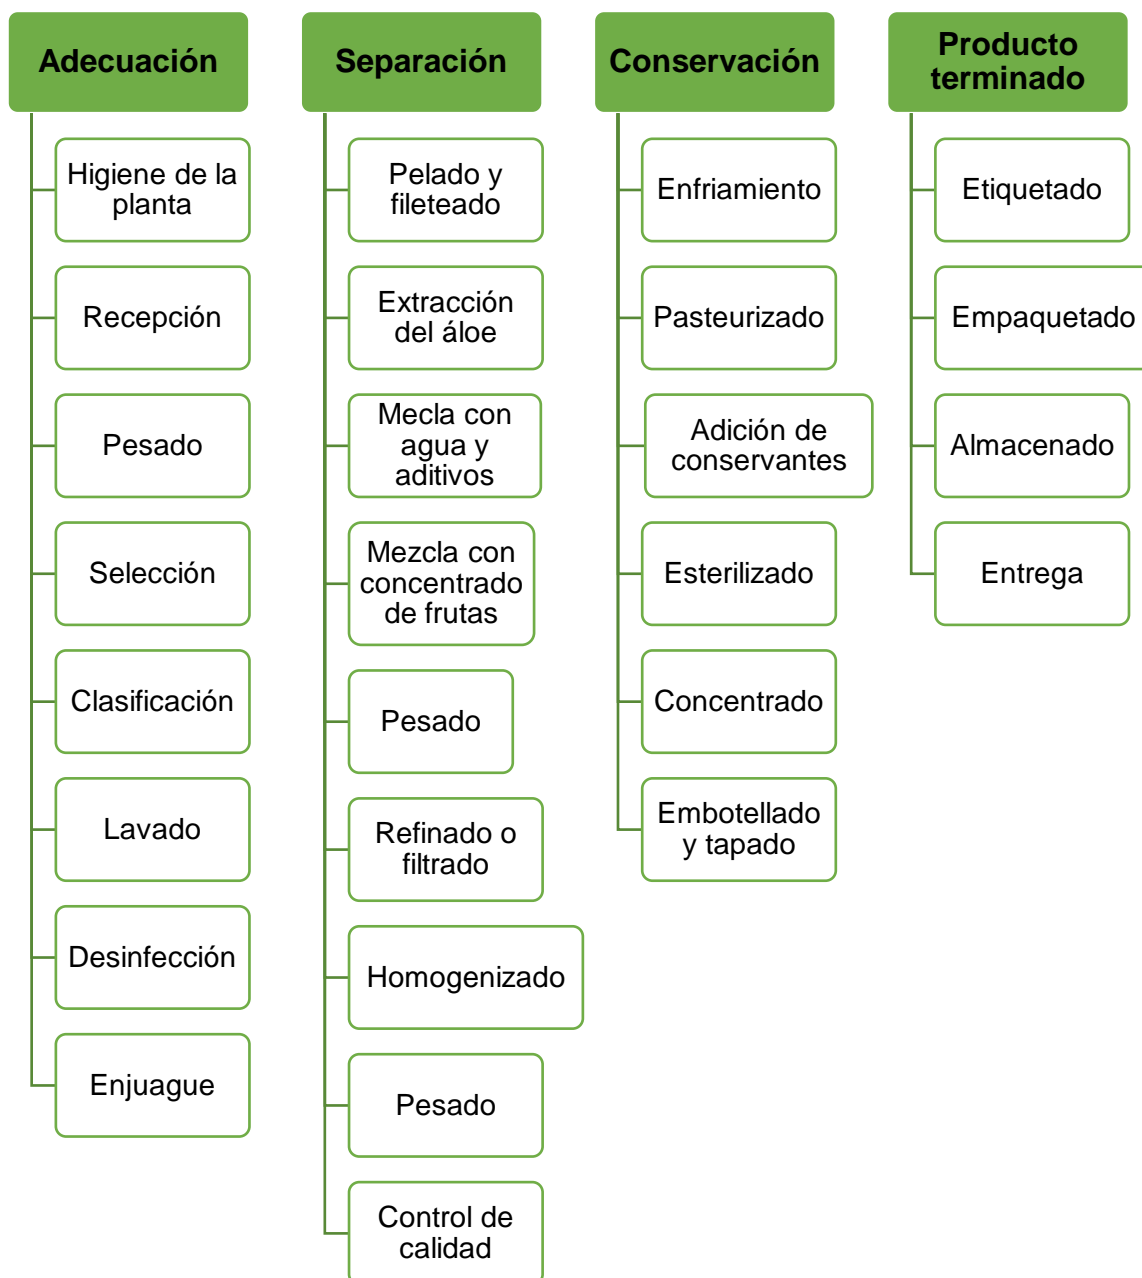 Adecuación
Higiene de la
planta
Recepción
Pesado
Selección
Clasificación
Lavado
Desinfección
Enjuague
Separación
Pelado y
fileteado
Extracción
del áloe
Mecla con
agua y
aditivos
Mezcla con
concentrado
de frutas
Pesado
Refinado o
filtrado
Homogenizado
Pesado
Control de
calidad
Conservación
Enfriamiento
Pasteurizado
Adición de
conservantes
Esterilizado
Concentrado
Embotellado
y tapado
Producto
terminado
Etiquetado
Empaquetado
Almacenado
Entrega